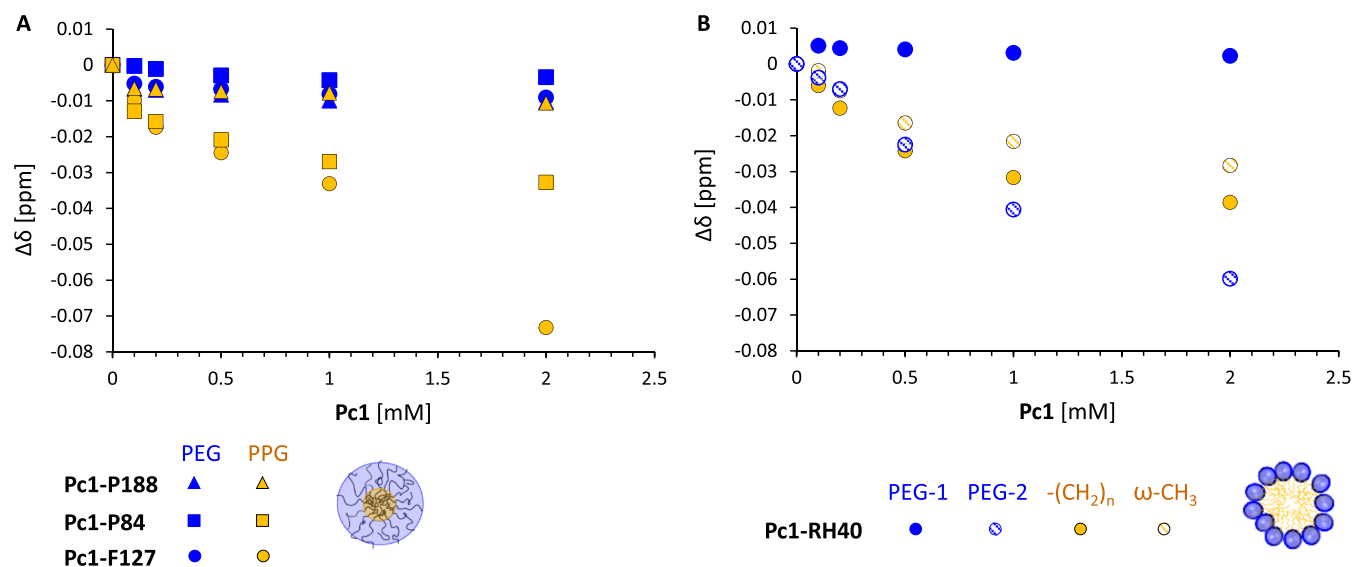 A
0.01
0
-0.01
-0.02
-0.03
-0.04
-0.05
-0.06
-0.07
-0.08
Δδ [ppm]
0 0.5 1 1.5 2 2.5
Pc1 [mM]
PEG PPG
Pc1-P188
Pc1-P84
Pc1-F127
B
0.01
0
-0.01
-0.02
-0.03
-0.04
-0.05
-0.06
-0.07
-0.08
Δδ [ppm]
0 0.5 1 1.5 2 2.5
Pc1 [mM]
PEG-1 PEG-2 -(CH₂)ₙ ω-CH₃
Pc1-RH40